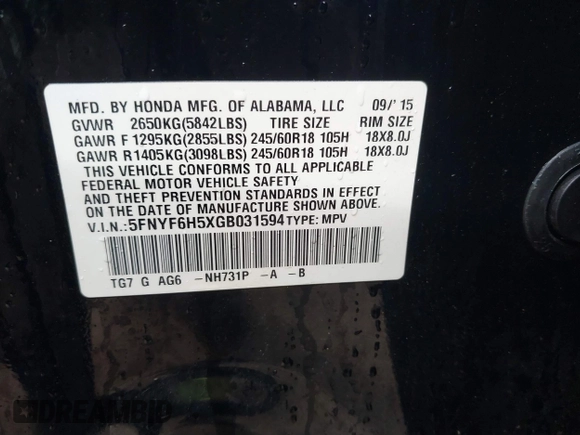 MFD. BY HONDA MFG. OF ALABAMA, LLC 09/'15
GVWR 2650KG(5842LBS) TIRE SIZE RIM SIZE
GAWR F 1295KG(2855LBS) 245/60R18 105H 18X8.0J
GAWR R 1405KG(3098LBS) 245/60R18 105H 18X8.0J
THIS VEHICLE CONFORMS TO ALL APPLICABLE
FEDERAL MOTOR VEHICLE SAFETY
AND THEFT PREVENTION STANDARDS IN EFFECT
ON THE DATE OF MANUFACTURE SHOWN ABOVE.
V.I.N.: 5FNYF6H5XGB031594 TYPE: MPV
TG7 G AG6 -NH731P -A -B
DREAMBID